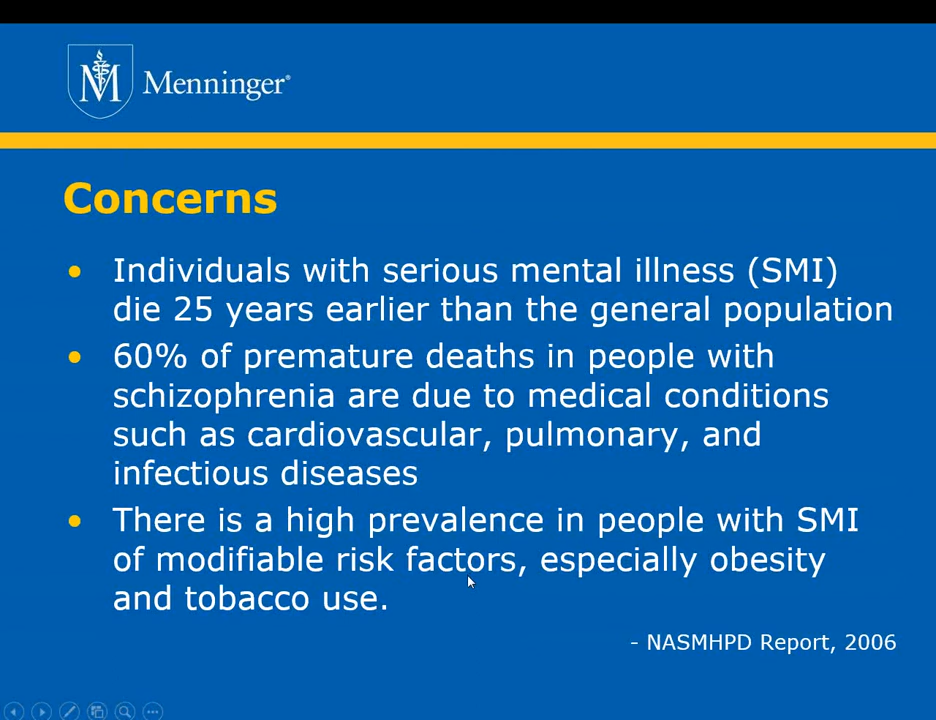 M
Menninger®
Concerns
• Individuals with serious mental illness (SMI)
die 25 years earlier than the general population
• 60% of premature deaths in people with
schizophrenia are due to medical conditions
such as cardiovascular, pulmonary, and
infectious diseases
• There is a high prevalence in people with SMI
of modifiable risk factors, especially obesity
and tobacco use.
- NASMHPD Report, 2006